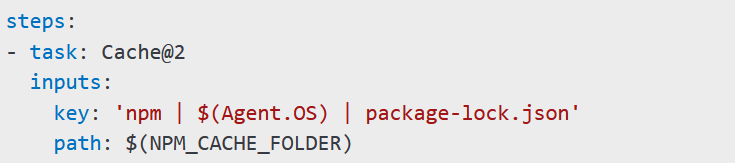 steps:
- task: Cache@2
  inputs:
    key: 'npm | $(Agent.OS) | package-lock.json'
    path: $(NPM_CACHE_FOLDER)